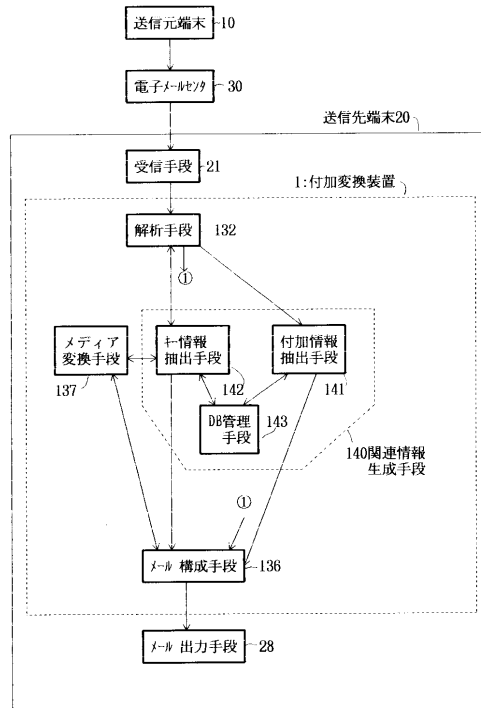 送信元端末 10
電子ﾒｰﾙｾﾝﾀ 30
送信先端末20
受信手段 21
1:付加変換装置
解析手段 132
①
メディア
変換手段
137
ｷｰ情報
抽出手段
142
付加情報
抽出手段
141
DB管理
手段
143
140関連情報
生成手段
①
ﾒｰﾙ 構成手段 136
ﾒｰﾙ 出力手段 28